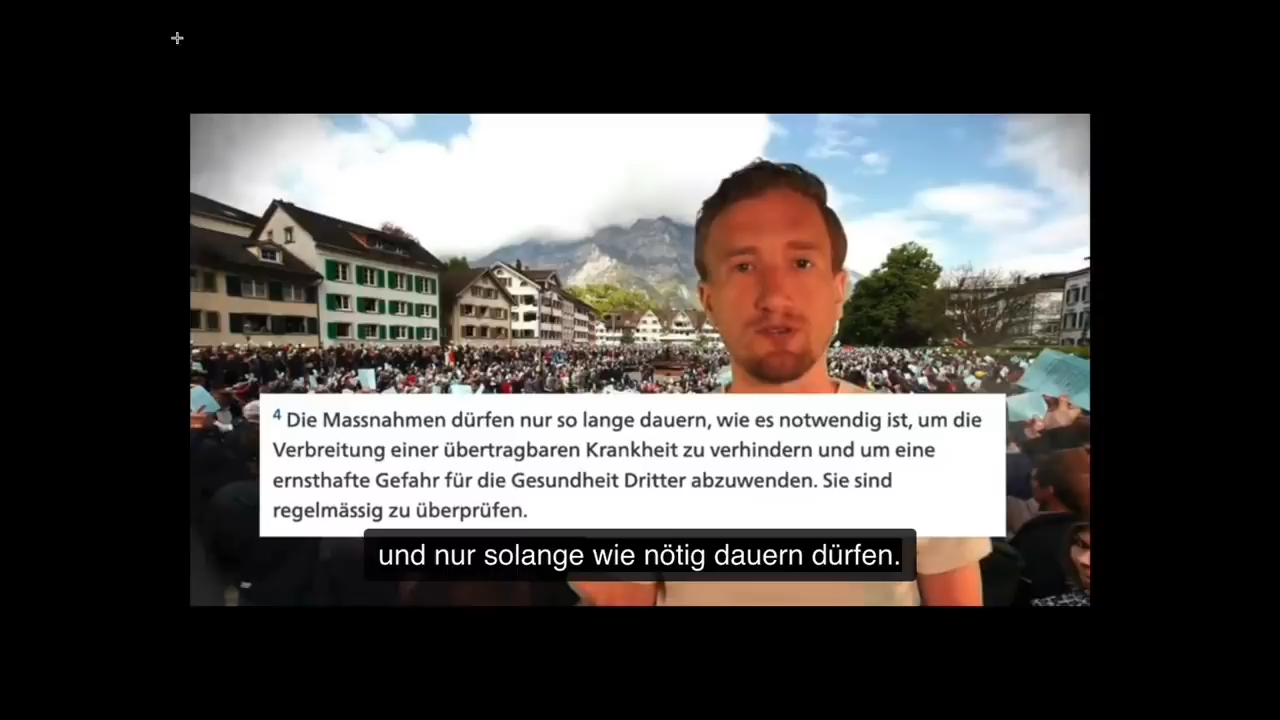 4 Die Massnahmen dürfen nur so lange dauern, wie es notwendig ist, um die
Verbreitung einer übertragbaren Krankheit zu verhindern und um eine
ernsthafte Gefahr für die Gesundheit Dritter abzuwenden. Sie sind
regelmässig zu überprüfen.
und nur solange wie nötig dauern dürfen.